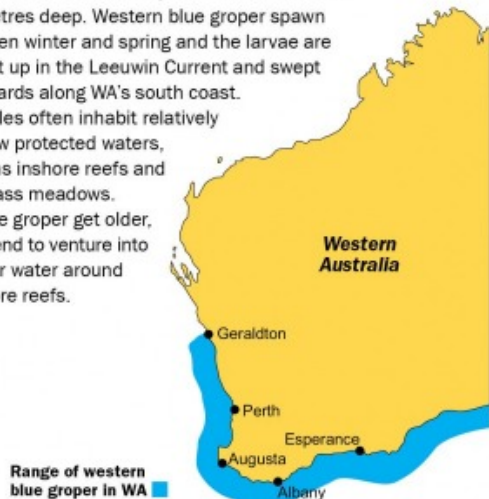 tres deep. Western blue groper spawn
en winter and spring and the larvae are
t up in the Leeuwin Current and swept
ards along WA's south coast.
les often inhabit relatively
w protected waters,
s inshore reefs and
ass meadows.
e groper get older,
end to venture into
r water around
re reefs.
Western
Australia
Geraldton
Perth
Esperance
Augusta
Albany
Range of western
blue groper in WA